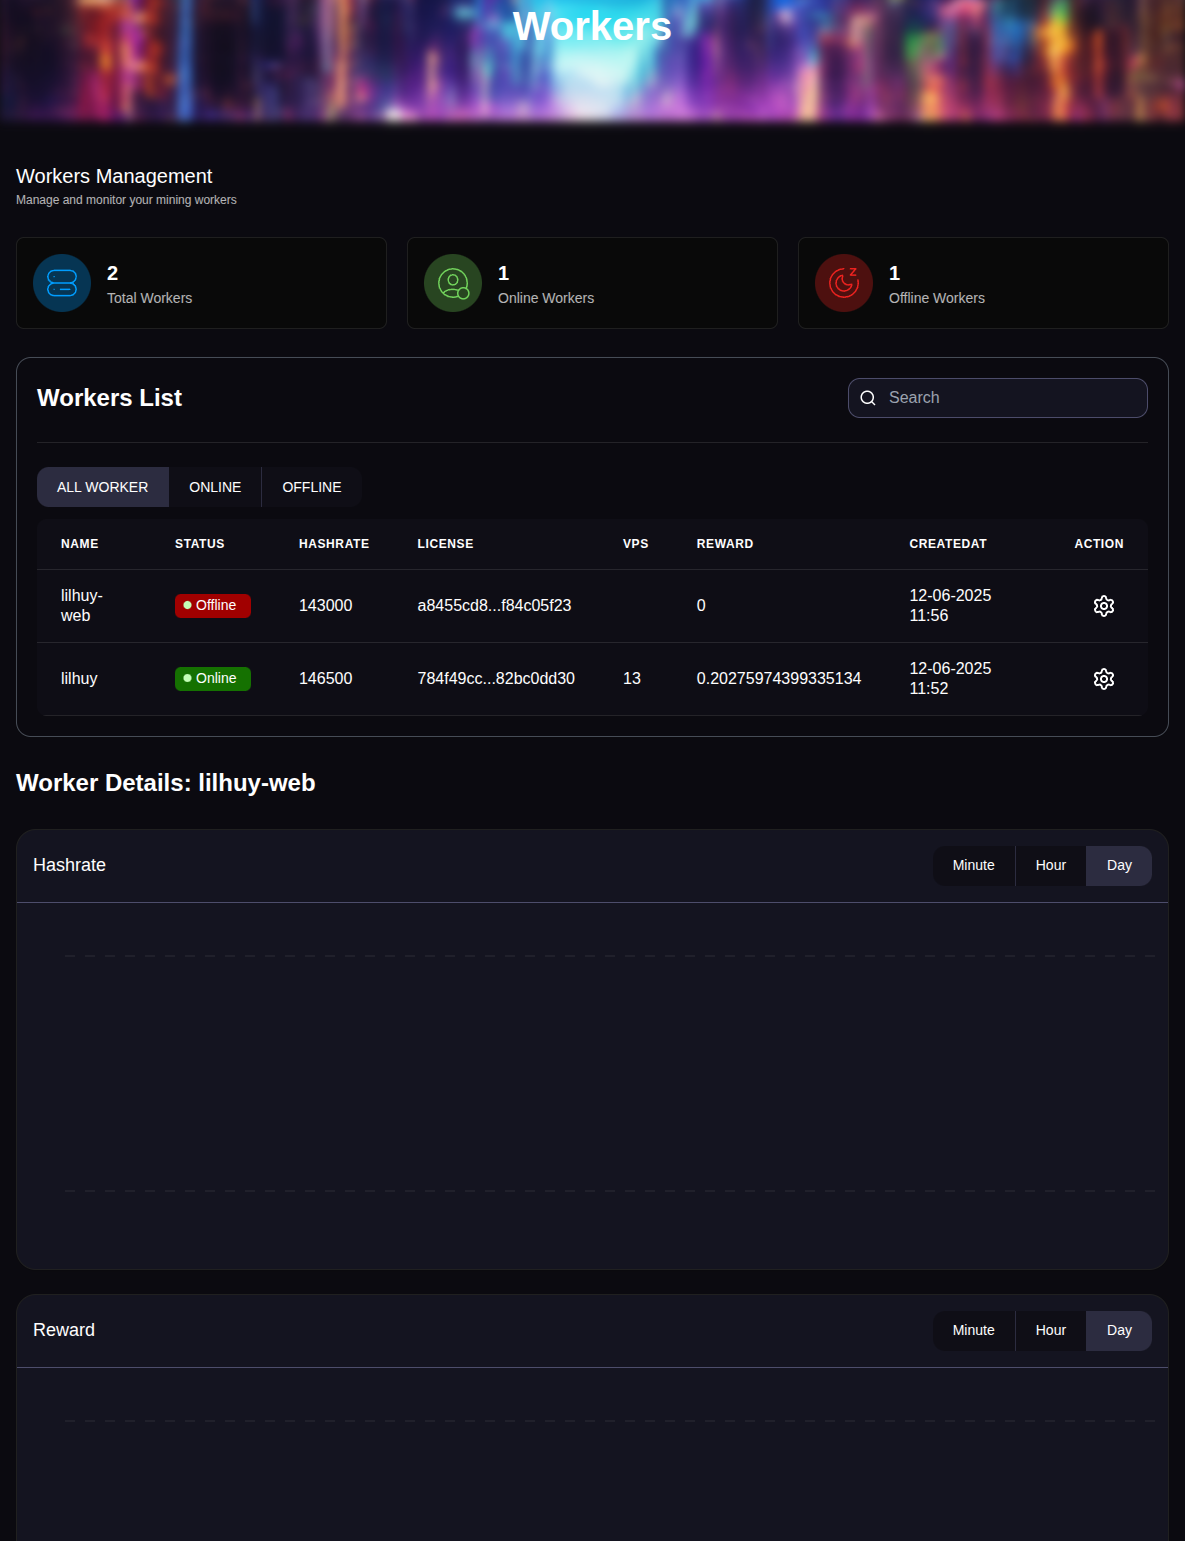 Workers
Workers Management
Manage and monitor your mining workers
2
Total Workers
1
Online Workers
1
Offline Workers
Workers List
Search
ALL WORKER ONLINE OFFLINE
NAME STATUS HASHRATE LICENSE VPS REWARD CREATEDAT ACTION
lilhuy-web Offline 143000 a8455cd8...f84c05f23 0 12-06-2025 11:56
lilhuy Online 146500 784f49cc...82bc0dd30 13 0.20275974399335134 12-06-2025 11:52
Worker Details: lilhuy-web
Hashrate Minute Hour Day
Reward Minute Hour Day